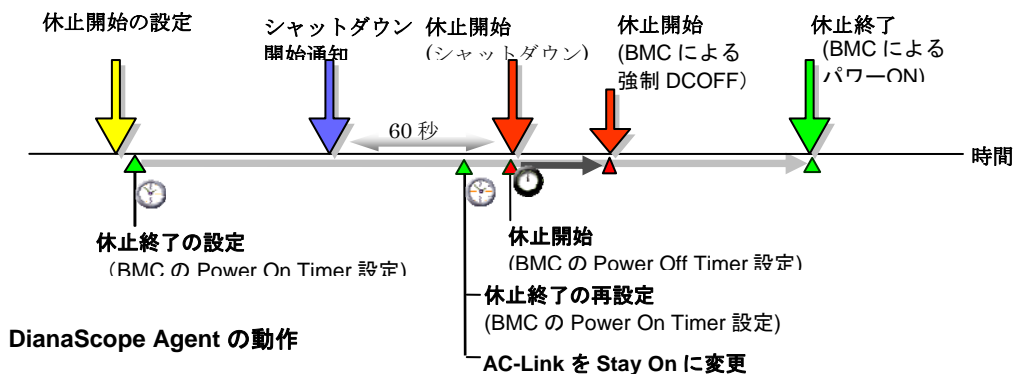 休止開始の設定
シャットダウン
開始通知
休止開始
(シャットダウン)
休止開始
(BMC による
強制 DCOFF）
休止終了
(BMC による
パワーON)
60 秒
時間
休止終了の設定
（BMC の Power On Timer 設定)
休止開始
(BMC の Power Off Timer 設定)
休止終了の再設定
(BMC の Power On Timer 設定)
DianaScope Agent の動作
AC-Link を Stay On に変更